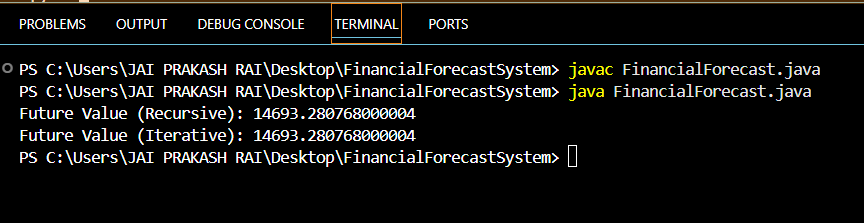 PROBLEMS OUTPUT DEBUG CONSOLE TERMINAL PORTS
PS C:\Users\JAI PRAKASH RAI\Desktop\FinancialForecastSystem> javac FinancialForecast.java
PS C:\Users\JAI PRAKASH RAI\Desktop\FinancialForecastSystem> java FinancialForecast.java
Future Value (Recursive): 14693.280768000004
Future Value (Iterative): 14693.280768000004
PS C:\Users\JAI PRAKASH RAI\Desktop\FinancialForecastSystem>